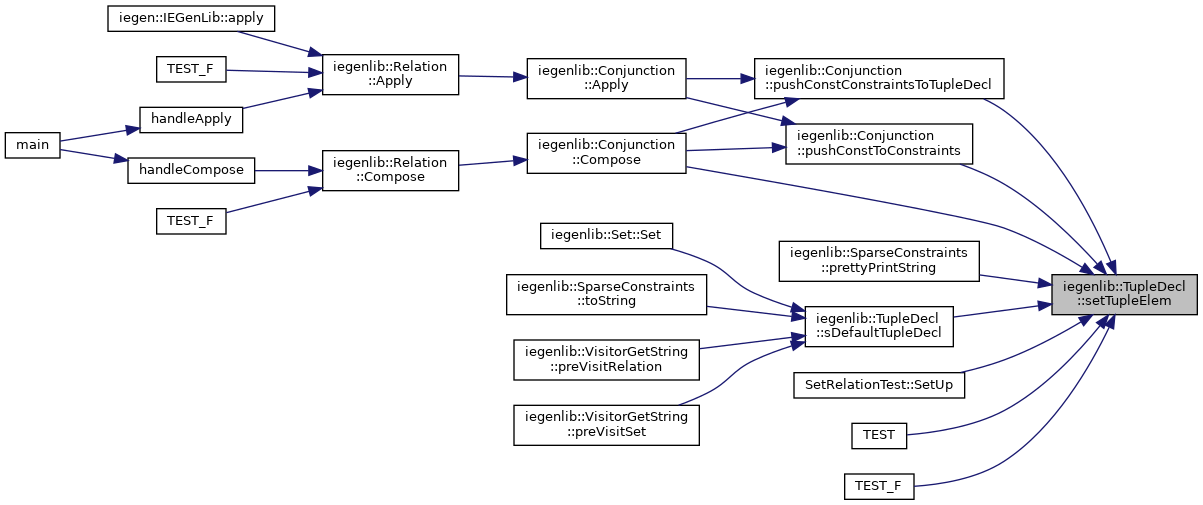 iegen::IEGenLib::apply
TEST_F
handleApply
main
handleCompose
TEST_F
iegenlib::Relation
::Apply
iegenlib::Relation
::Compose
iegenlib::Conjunction
::Apply
iegenlib::Conjunction
::Compose
iegenlib::Set::Set
iegenlib::SparseConstraints
::toString
iegenlib::VisitorGetString
::preVisitRelation
iegenlib::VisitorGetString
::preVisitSet
iegenlib::Conjunction
::pushConstConstraintsToTupleDecl
iegenlib::Conjunction
::pushConstToConstraints
iegenlib::SparseConstraints
::prettyPrintString
iegenlib::TupleDecl
::sDefaultTupleDecl
SetRelationTest::SetUp
TEST
TEST_F
iegenlib::TupleDecl
::setTupleElem